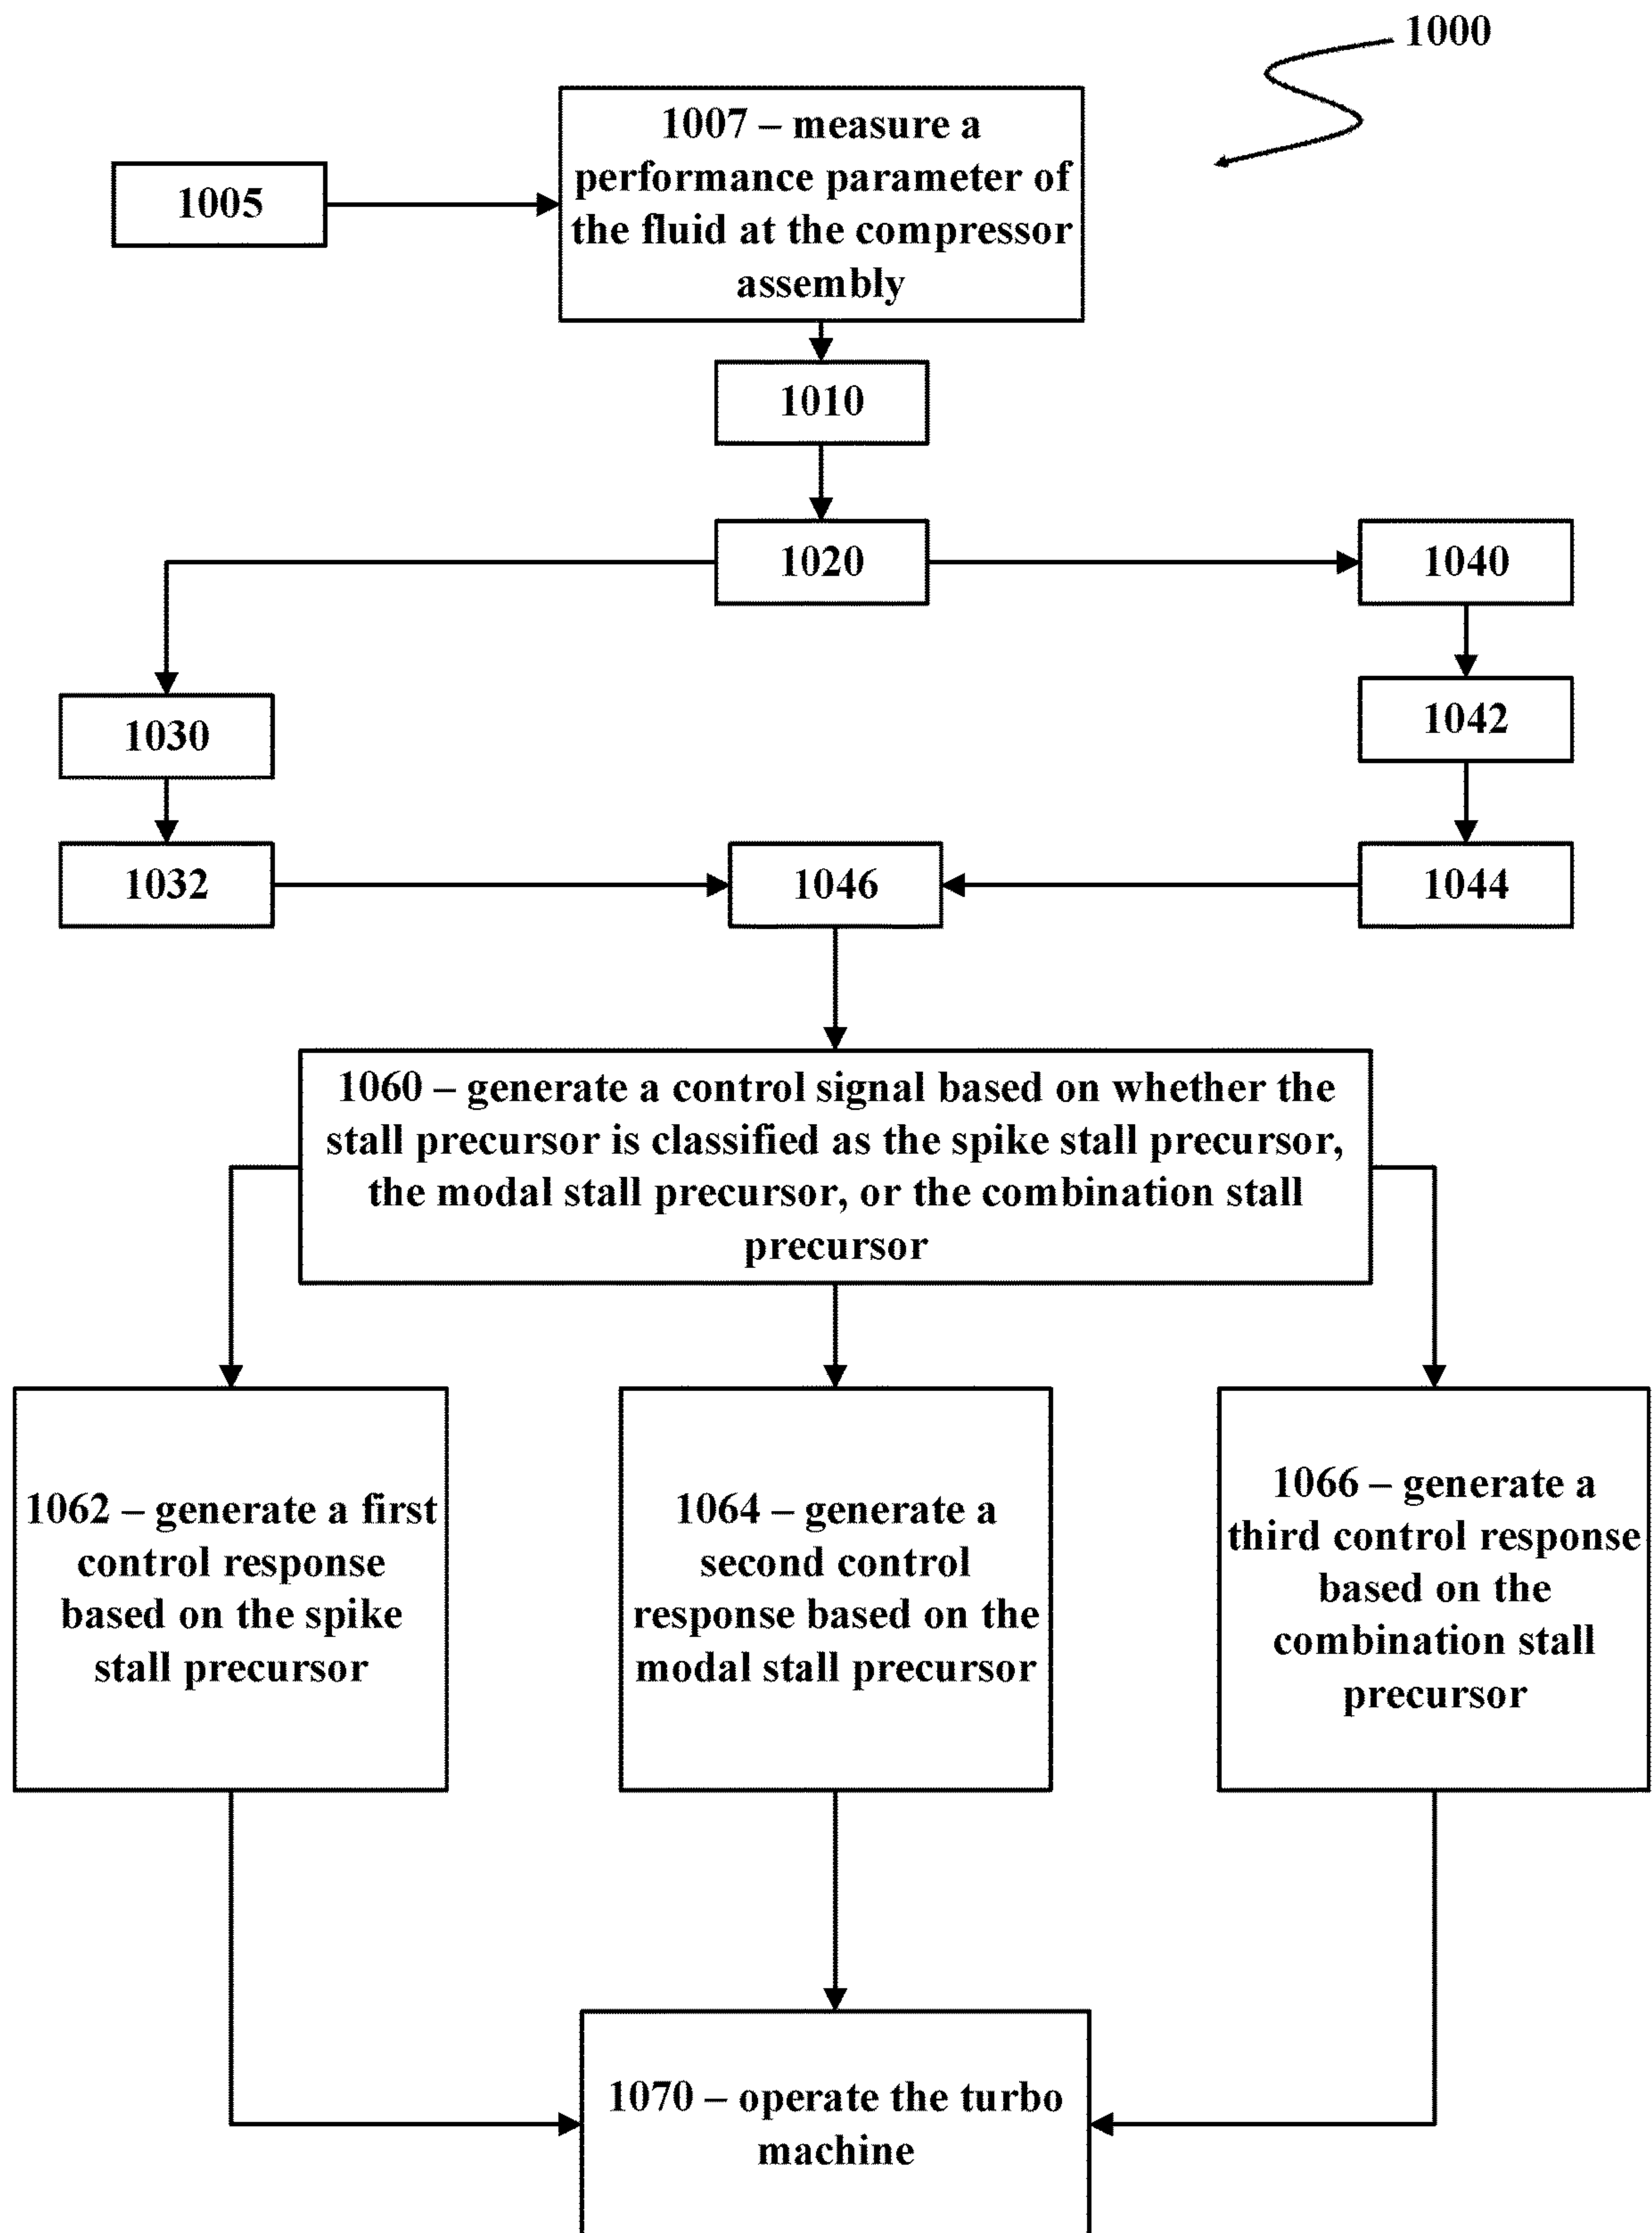 1000
1007 – measure a
performance parameter of
the fluid at the compressor
assembly
1005
1010
1020
1040
1030
1042
1032
1046
1044
1060 – generate a control signal based on whether the
stall precursor is classified as the spike stall precursor,
the modal stall precursor, or the combination stall
precursor
1062 – generate a first
control response
based on the spike
stall precursor
1064 – generate a
second control
response based on the
modal stall precursor
1066 – generate a
third control response
based on the
combination stall
precursor
1070 – operate the turbo
machine